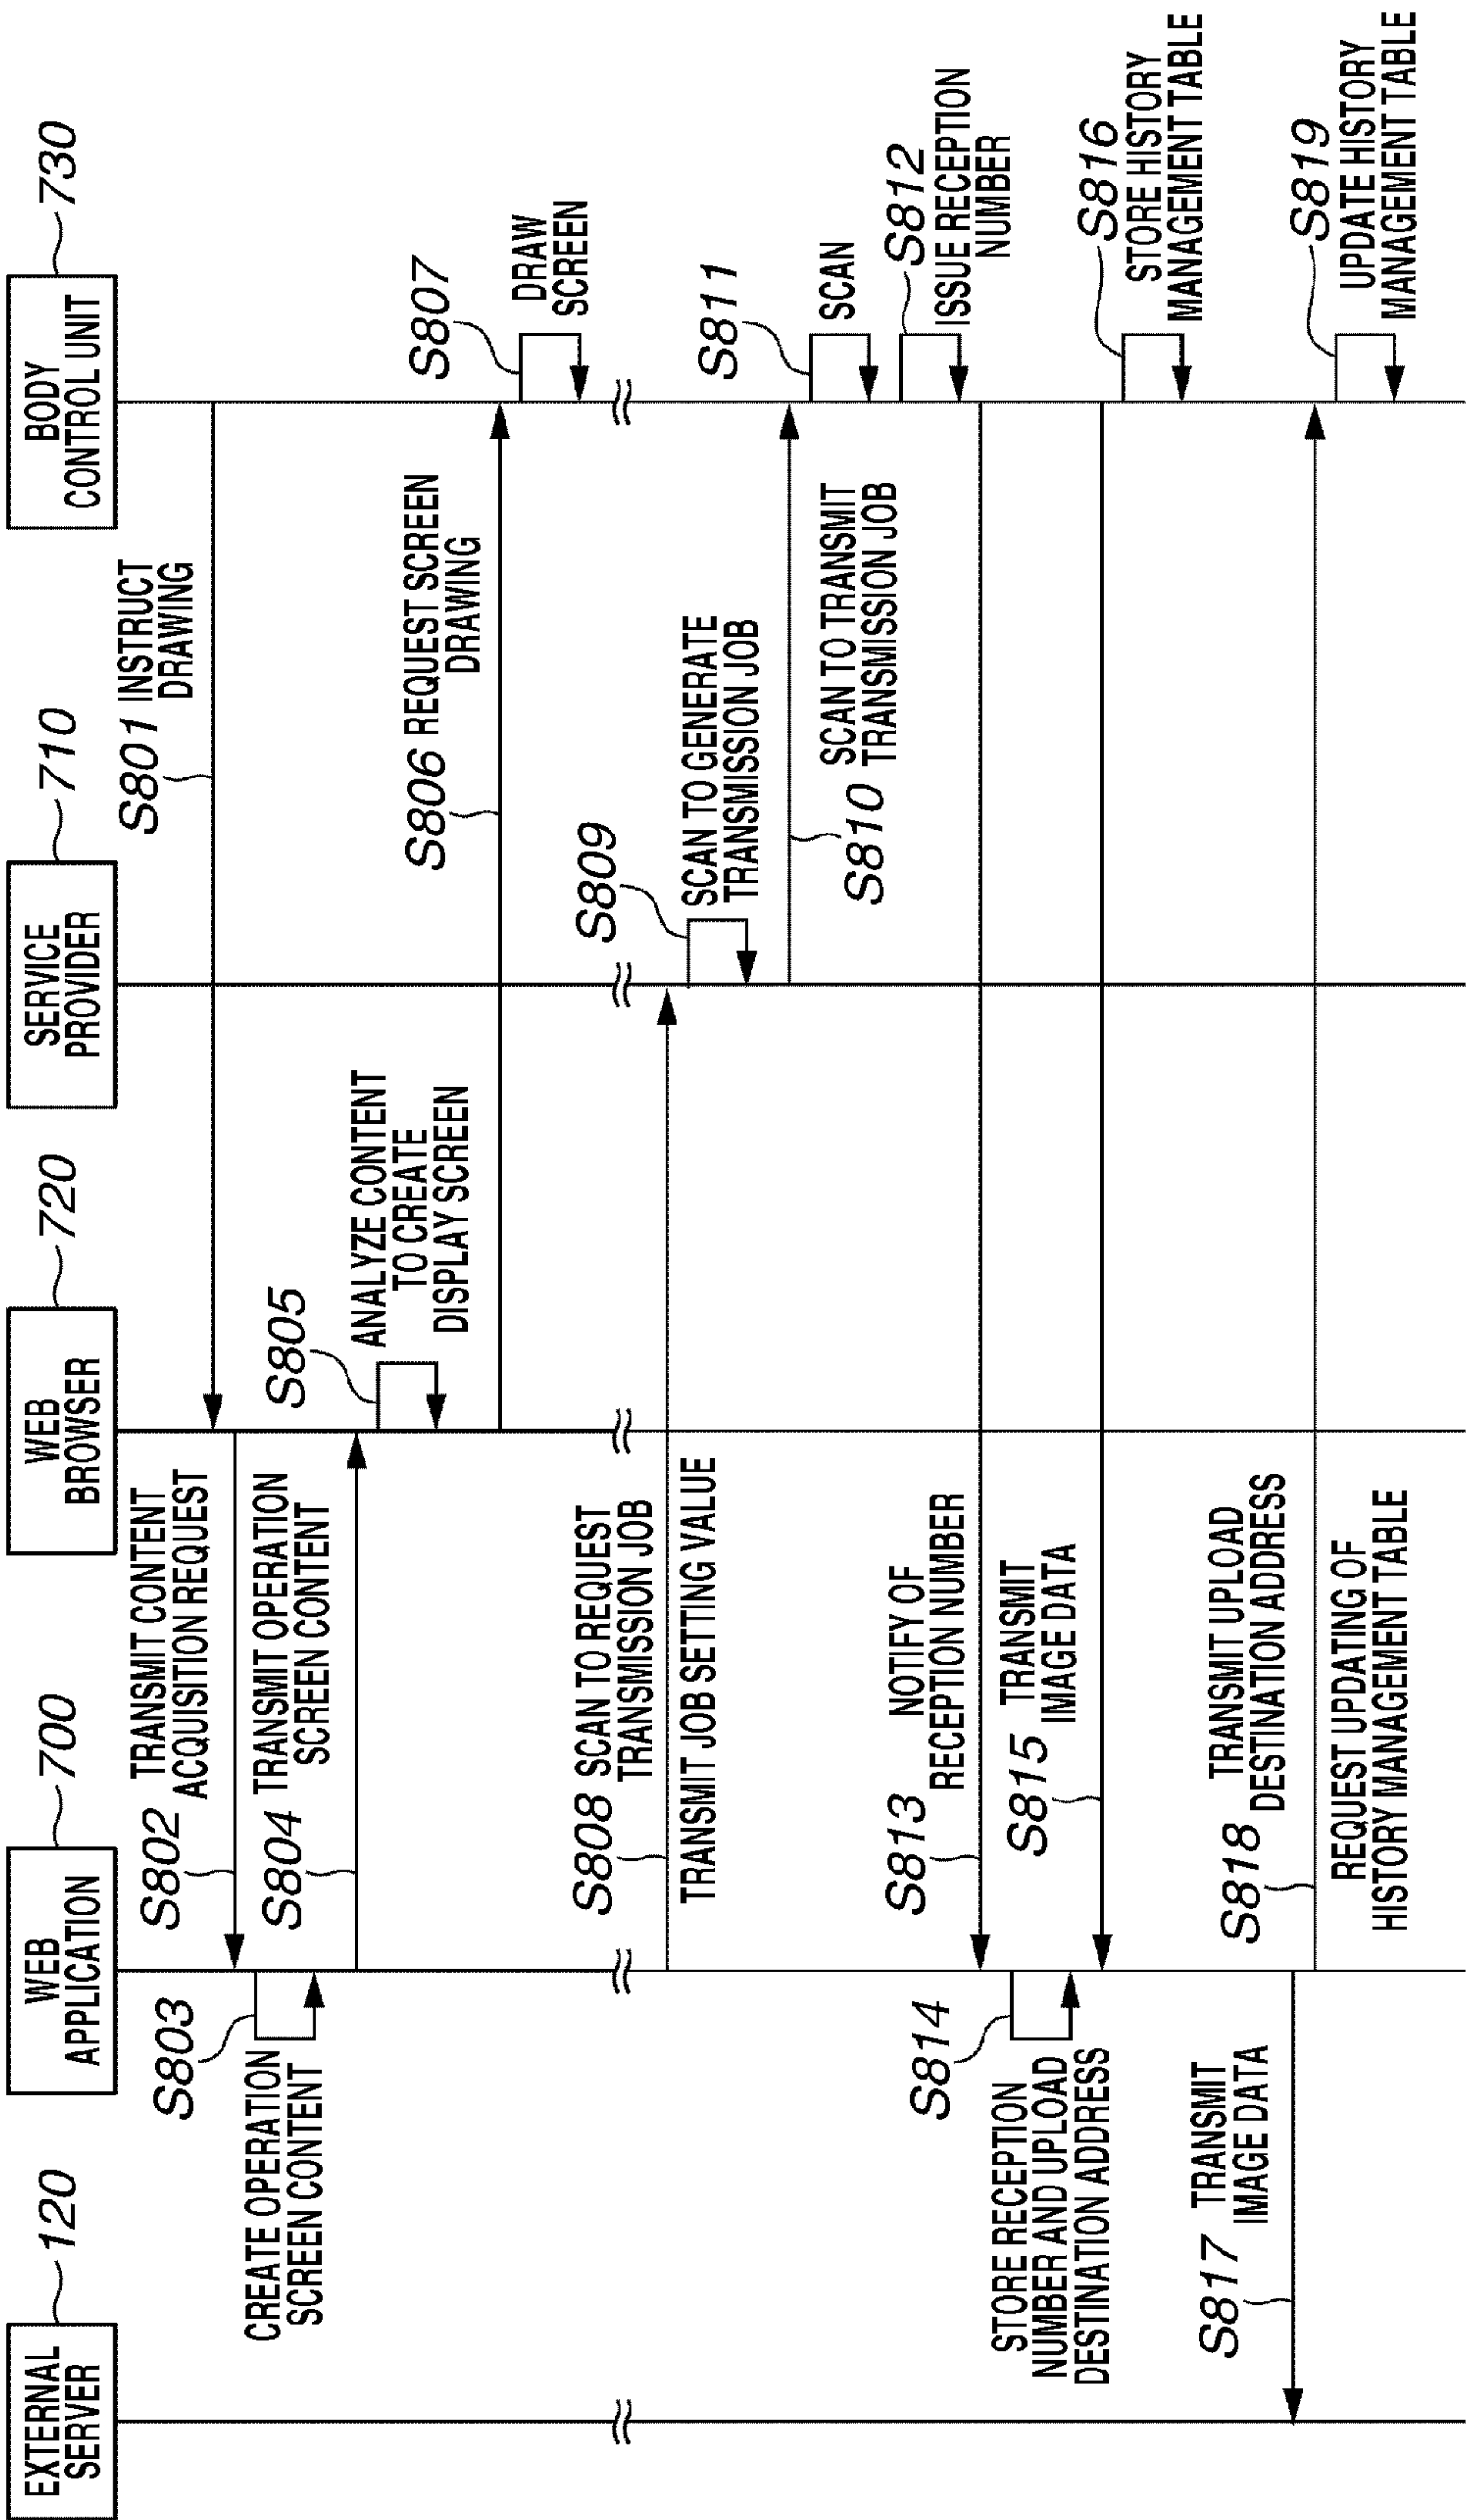 EXTERNAL
SERVER
120
WEB
APPLICATION
700
WEB
BROWSER
720
SERVICE
PROVIDER
710
BODY
CONTROL UNIT
730
S801 INSTRUCT
DRAWING
S802
TRANSMIT CONTENT
ACQUISITION REQUEST
S803
CREATE OPERATION
SCREEN CONTENT
S804
TRANSMIT OPERATION
SCREEN CONTENT
S805
ANALYZE CONTENT
TO CREATE
DISPLAY SCREEN
S806 REQUEST SCREEN
DRAWING
S807
DRAW
SCREEN
S808 SCAN TO REQUEST
TRANSMISSION JOB
TRANSMIT JOB SETTING VALUE
S809
SCAN TO GENERATE
TRANSMISSION JOB
S810
SCAN TO TRANSMIT
TRANSMISSION JOB
S811
SCAN
S812
ISSUE RECEPTION
NUMBER
S813
NOTIFY OF
RECEPTION NUMBER
S814
STORE RECEPTION
NUMBER AND UPLOAD
DESTINATION ADDRESS
S815
TRANSMIT
IMAGE DATA
S816
STORE HISTORY
MANAGEMENT TABLE
S817
TRANSMIT
IMAGE DATA
S818
TRANSMIT UPLOAD
DESTINATION ADDRESS
REQUEST UPDATING OF
HISTORY MANAGEMENT TABLE
S819
UPDATE HISTORY
MANAGEMENT TABLE